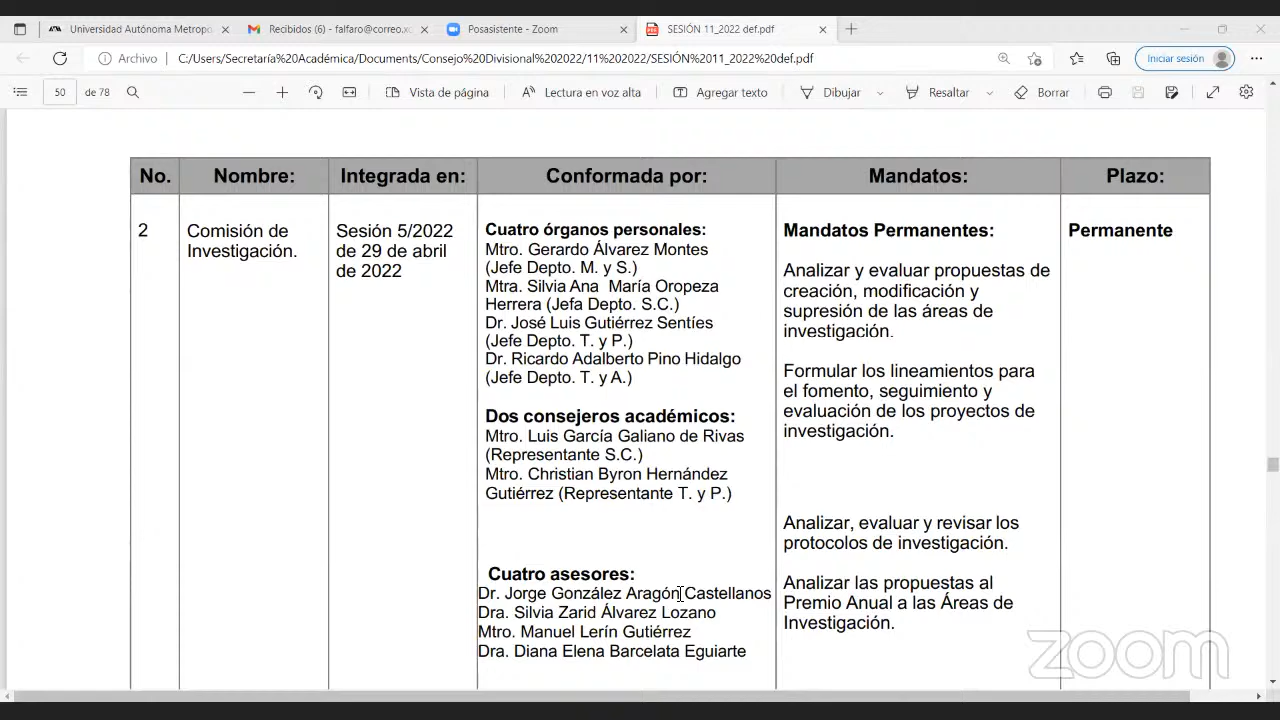 Universidad Autónoma Metropo
Recibidos (6) - falfaro@correo.xc
Posasistente - Zoom
SESIÓN 11_2022 def.pdf
Archivo
C:/Users/Secretaría%20Académica/Documents/Consejo%20Divisional%202022/11%202022/SESIÓN%2011_2022%20def.pdf
Iniciar sesión
50 de 78
Vista de página
Lectura en voz alta
Agregar texto
Dibujar
Resaltar
Borrar
No.
Nombre:
Integrada en:
Conformada por:
Mandatos:
Plazo:
2
Comisión de
Investigación.
Sesión 5/2022
de 29 de abril
de 2022
Cuatro órganos personales:
Mtro. Gerardo Álvarez Montes
(Jefe Depto. M. y S.)
Mtra. Silvia Ana María Oropeza
Herrera (Jefa Depto. S.C.)
Dr. José Luis Gutiérrez Sentíes
(Jefe Depto. T. y P.)
Dr. Ricardo Adalberto Pino Hidalgo
(Jefe Depto. T. y A.)
Dos consejeros académicos:
Mtro. Luis García Galiano de Rivas
(Representante S.C.)
Mtro. Christian Byron Hernández
Gutiérrez (Representante T. y P.)
Cuatro asesores:
Dr. Jorge González Aragón Castellanos
Dra. Silvia Zarid Álvarez Lozano
Mtro. Manuel Lerín Gutiérrez
Dra. Diana Elena Barcelata Eguiarte
Mandatos Permanentes:
Analizar y evaluar propuestas de
creación, modificación y
supresión de las áreas de
investigación.
Formular los lineamientos para
el fomento, seguimiento y
evaluación de los proyectos de
investigación.
Analizar, evaluar y revisar los
protocolos de investigación.
Analizar las propuestas al
Premio Anual a las Áreas de
Investigación.
Permanente
zoom